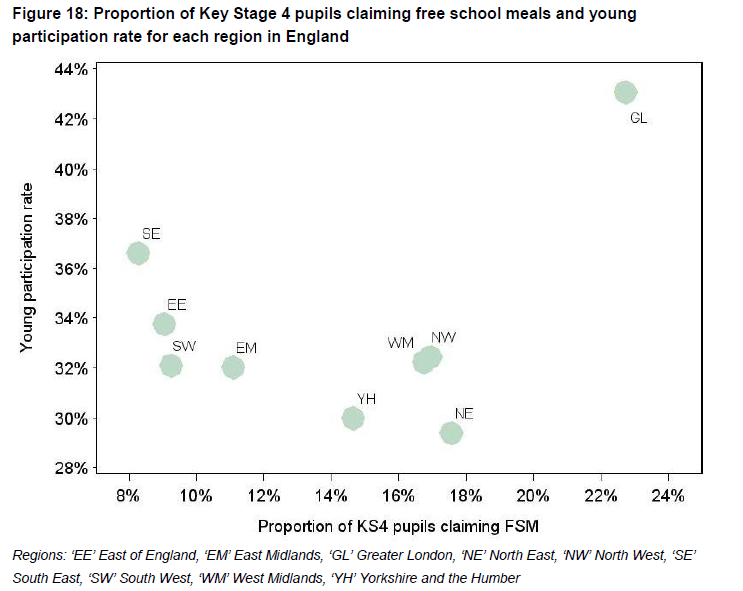 Figure 18: Proportion of Key Stage 4 pupils claiming free school meals and young
participation rate for each region in England
44%
42%
40%
38%
36%
34%
32%
30%
28%
Young participation rate
GL
SE
EE
SW
EM
WM
NW
YH
NE
8%
10%
12%
14%
16%
18%
20%
22%
24%
Proportion of KS4 pupils claiming FSM
Regions: ‘EE’ East of England, ‘EM’ East Midlands, ‘GL’ Greater London, ‘NE’ North East, ‘NW’ North West, ‘SE’
South East, ‘SW’ South West, ‘WM’ West Midlands, ‘YH’ Yorkshire and the Humber